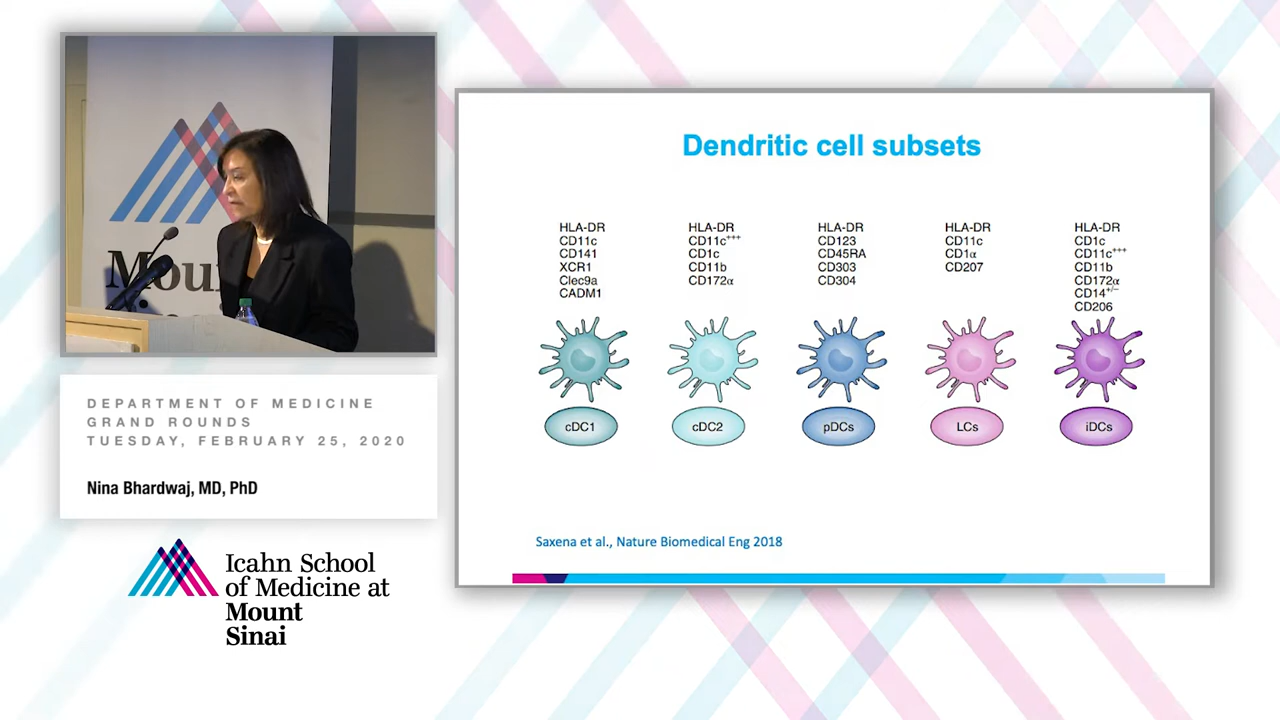 Mount
DEPARTMENT OF MEDICINE
GRAND ROUNDS
TUESDAY, FEBRUARY 25, 2020
Nina Bhardwaj, MD, PhD
Icahn School
of Medicine at
Mount
Sinai
Dendritic cell subsets
HLA-DR
CD11c
CD141
XCR1
Clec9a
CADM1
cDC1
HLA-DR
CD11c+++
CD1c
CD11b
CD172α
cDC2
HLA-DR
CD123
CD45RA
CD303
CD304
pDCs
HLA-DR
CD11c
CD1α
CD207
LCs
HLA-DR
CD1c
CD11c+++
CD11b
CD172α
CD14+/−
CD206
iDCs
Saxena et al., Nature Biomedical Eng 2018